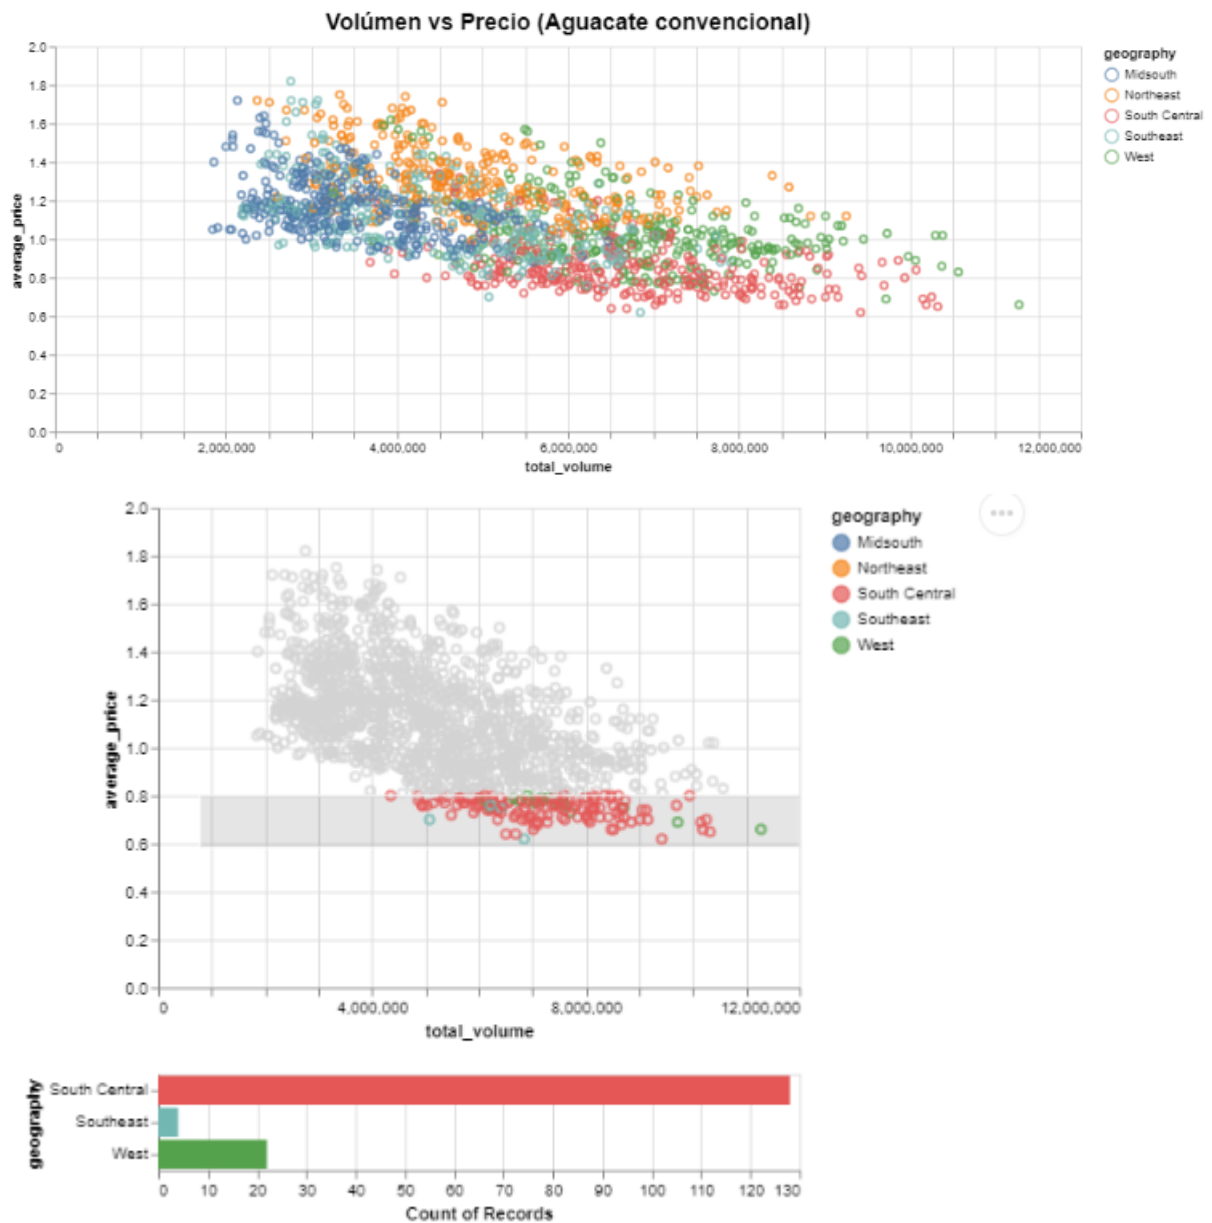 Volúmen vs Precio (Aguacate convencional)
2.0
1.8
1.6
1.4
1.2
1.0
0.8
0.6
0.4
0.2
0.0
average_price
0 2,000,000 4,000,000 6,000,000 8,000,000 10,000,000 12,000,000
total_volume
geography
Midsouth
Northeast
South Central
Southeast
West
2.0
1.8
1.6
1.4
1.2
1.0
0.8
0.6
0.4
0.2
0.0
average_price
0 4,000,000 8,000,000 12,000,000
total_volume
geography
Midsouth
Northeast
South Central
Southeast
West
geography
South Central
Southeast
West
0 10 20 30 40 50 60 70 80 90 100 110 120 130
Count of Records